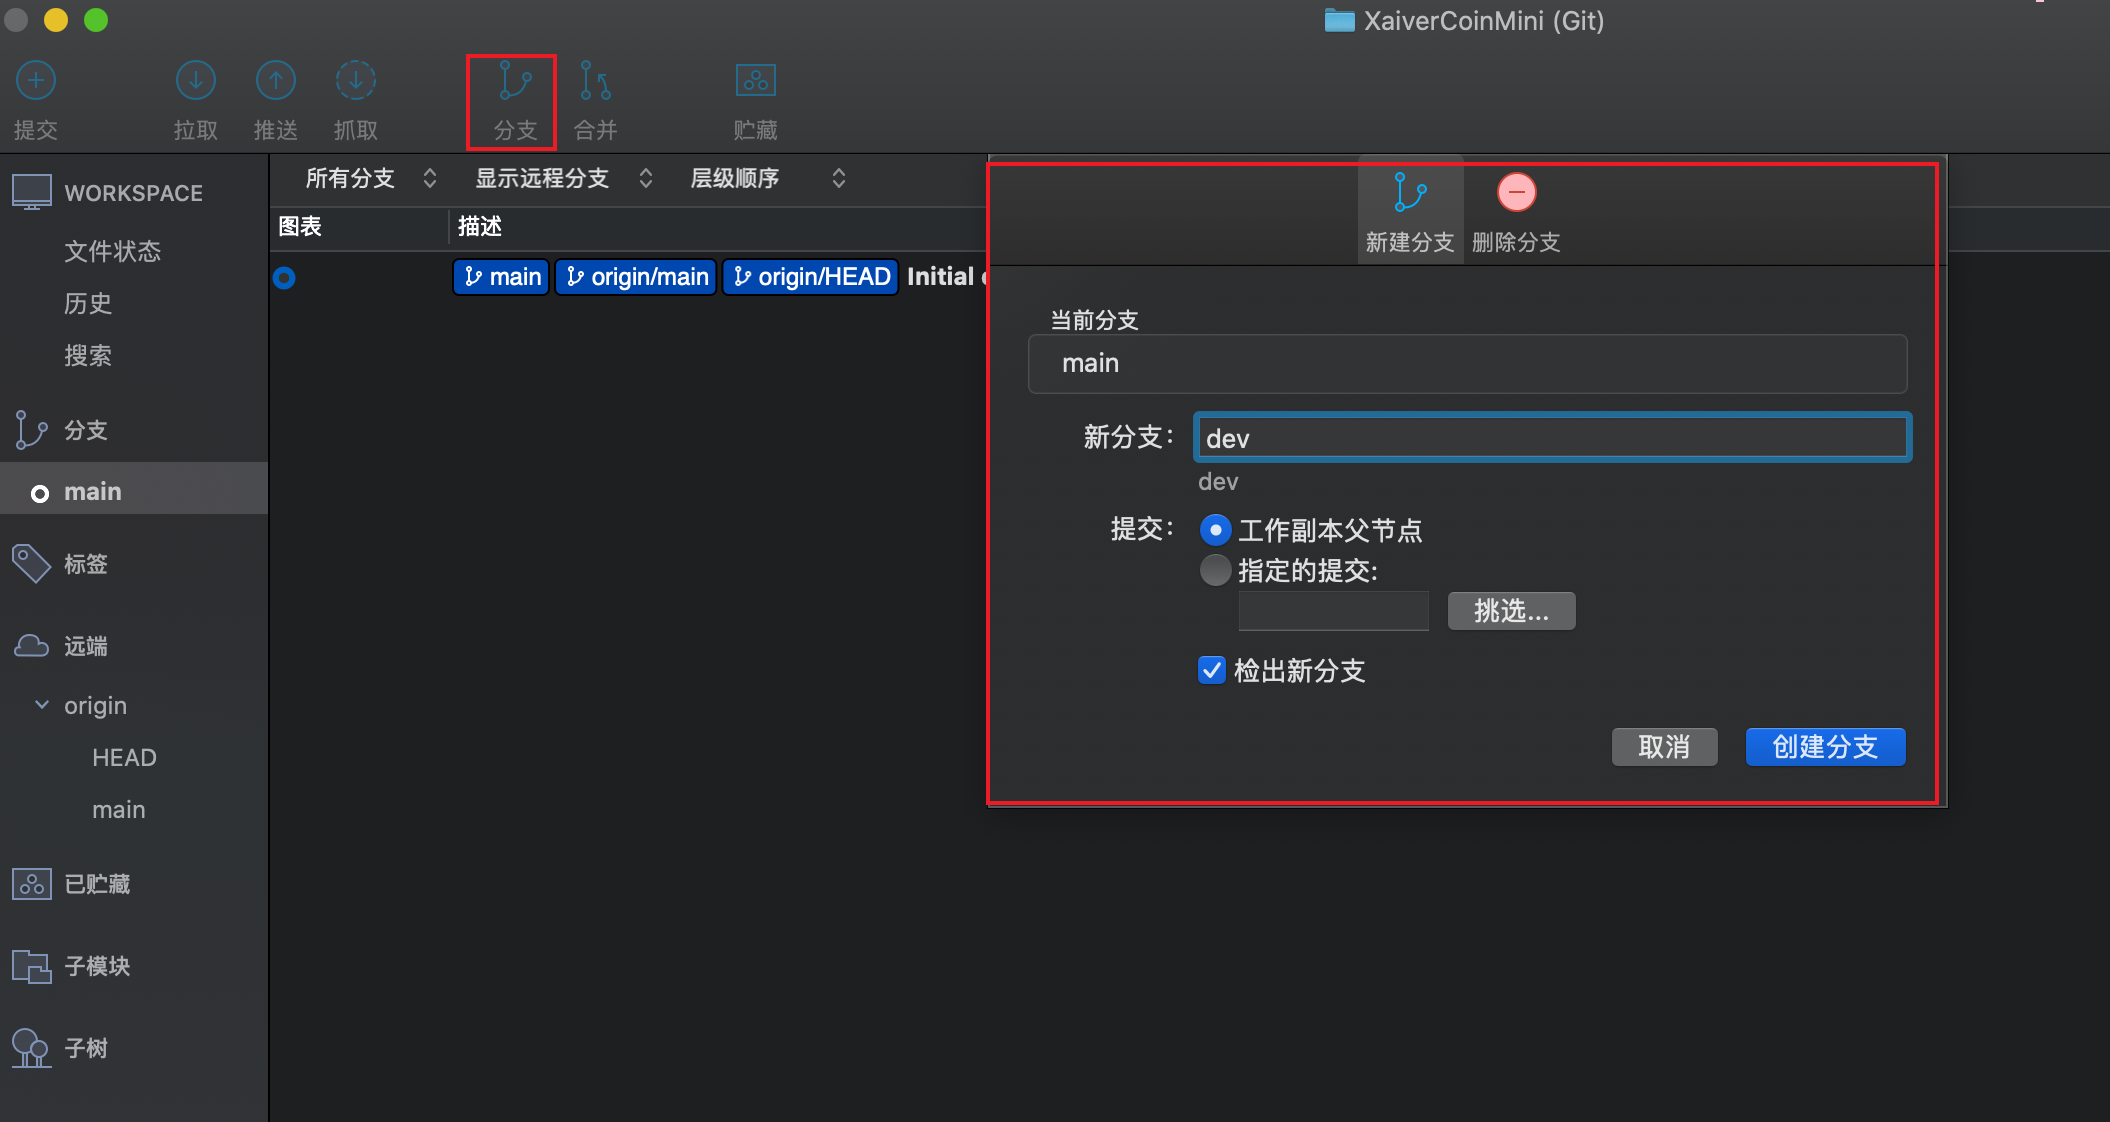 XaiverCoinMini (Git)
提交
拉取
推送
抓取
分支
合并
贮藏
WORKSPACE
文件状态
历史
搜索
分支
main
标签
远端
origin
HEAD
main
已贮藏
子模块
子树
所有分支
显示远程分支
层级顺序
图表
描述
main
origin/main
origin/HEAD
Initial
新建分支
删除分支
当前分支
main
新分支：
dev
dev
提交：
工作副本父节点
指定的提交:
挑选...
检出新分支
取消
创建分支